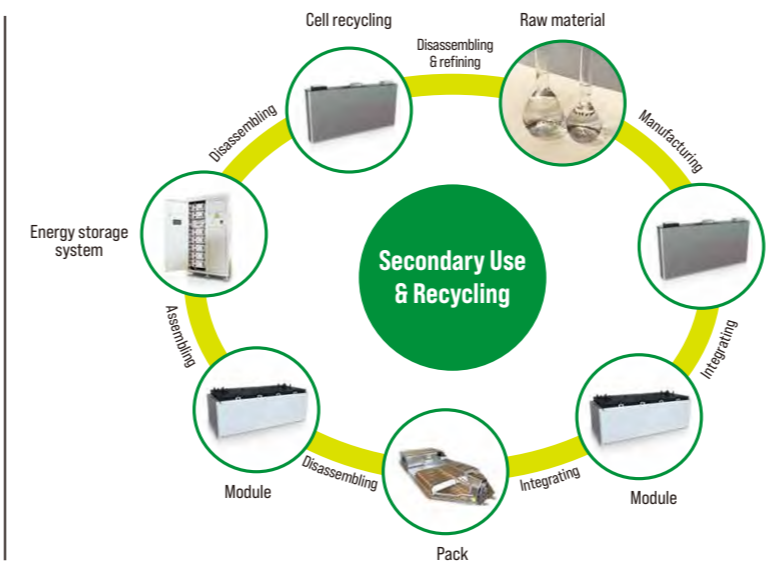 Cell recycling
Disassembling
& refining
Raw material
Manufacturing
Integrating
Module
Integrating
Pack
Disassembling
Module
Assembling
Energy storage
system
Disassembling
Secondary Use
& Recycling